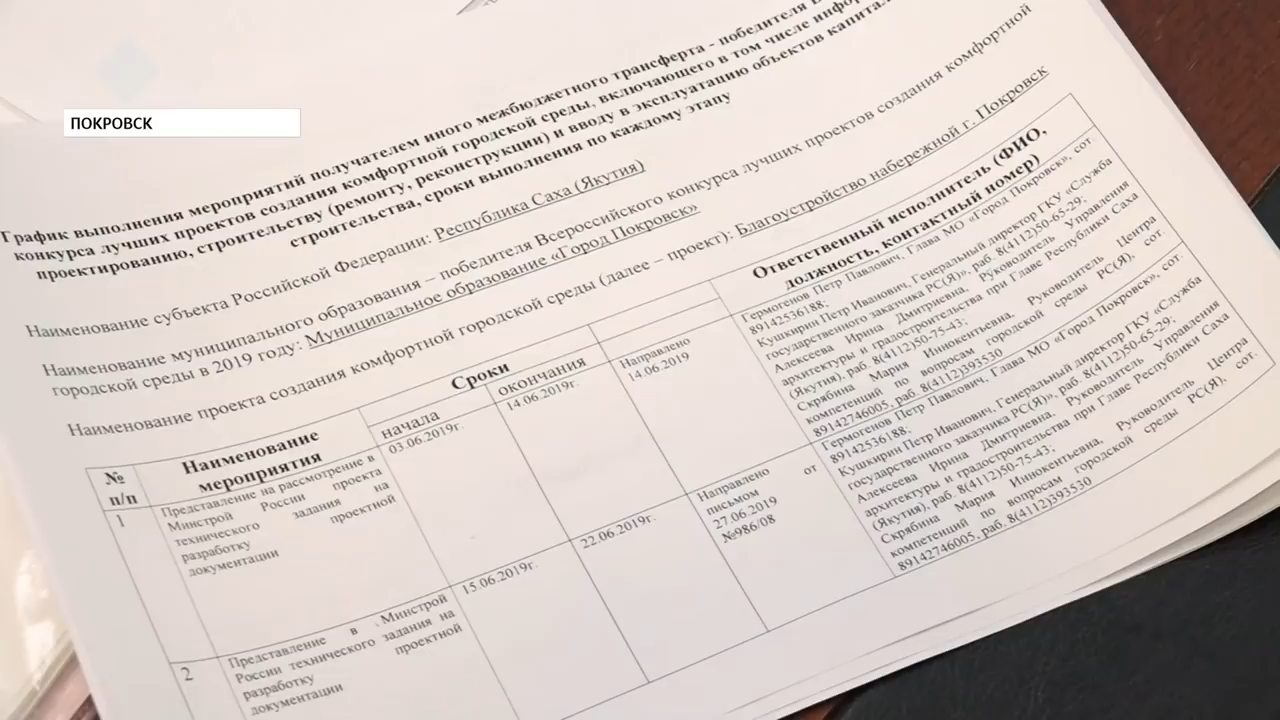 ПОКРОВСК
График выполнения мероприятий получателем иного межбюджетного трансферта - победителя
конкурса лучших проектов создания комфортной городской среды, включающего в том числе
проектированию, строительству (ремонту, реконструкции) и вводу в эксплуатацию объектов
строительства, сроки выполнения по каждому этапу
Наименование субъекта Российской Федерации: Республика Саха (Якутия)
Наименование муниципального образования – победителя Всероссийского конкурса лучших проектов создания комфортной
городской среды в 2019 году: Муниципальное образование «Город Покровск»
Наименование проекта создания комфортной городской среды (далее – проект): Благоустройство набережной г. Покровск
№
п/п
Наименование
мероприятия
Сроки
начала
окончания
Ответственный исполнитель (ФИО,
должность, контактный номер)
1
Представление на рассмотрение в
Минстрой России проекта
технического задания на
разработку проектной
документации
03.06.2019г.
14.06.2019г.
Направлено
14.06.2019
Гермогенов Петр Павлович, Глава МО «Город Покровск», сот.
89142536188;
Кушкирин Петр Иванович, Генеральный директор ГКУ «Служба
государственного заказчика РС(Я)», раб. 8(4112)50-65-29;
Алексеева Ирина Дмитриевна, Руководитель Управления
архитектуры и градостроительства при Главе Республики Саха
(Якутия), раб. 8(4112)50-75-43;
Скрябина Мария Иннокентьевна, Руководитель Центра
компетенций по вопросам городской среды РС(Я), сот.
89142746005, раб. 8(4112)393530
2
Представление в Минстрой
России технического задания на
разработку проектной
документации
15.06.2019г.
22.06.2019г.
Направлено от
письмом
27.06.2019
№986/08
Гермогенов Петр Павлович, Глава МО «Город Покровск», сот.
89142536188;
Кушкирин Петр Иванович, Генеральный директор ГКУ «Служба
государственного заказчика РС(Я)», раб. 8(4112)50-65-29;
Алексеева Ирина Дмитриевна, Руководитель Управления
архитектуры и градостроительства при Главе Республики Саха
(Якутия), раб. 8(4112)50-75-43;
Скрябина Мария Иннокентьевна, Руководитель Центра
компетенций по вопросам городской среды РС(Я), сот.
89142746005, раб. 8(4112)393530